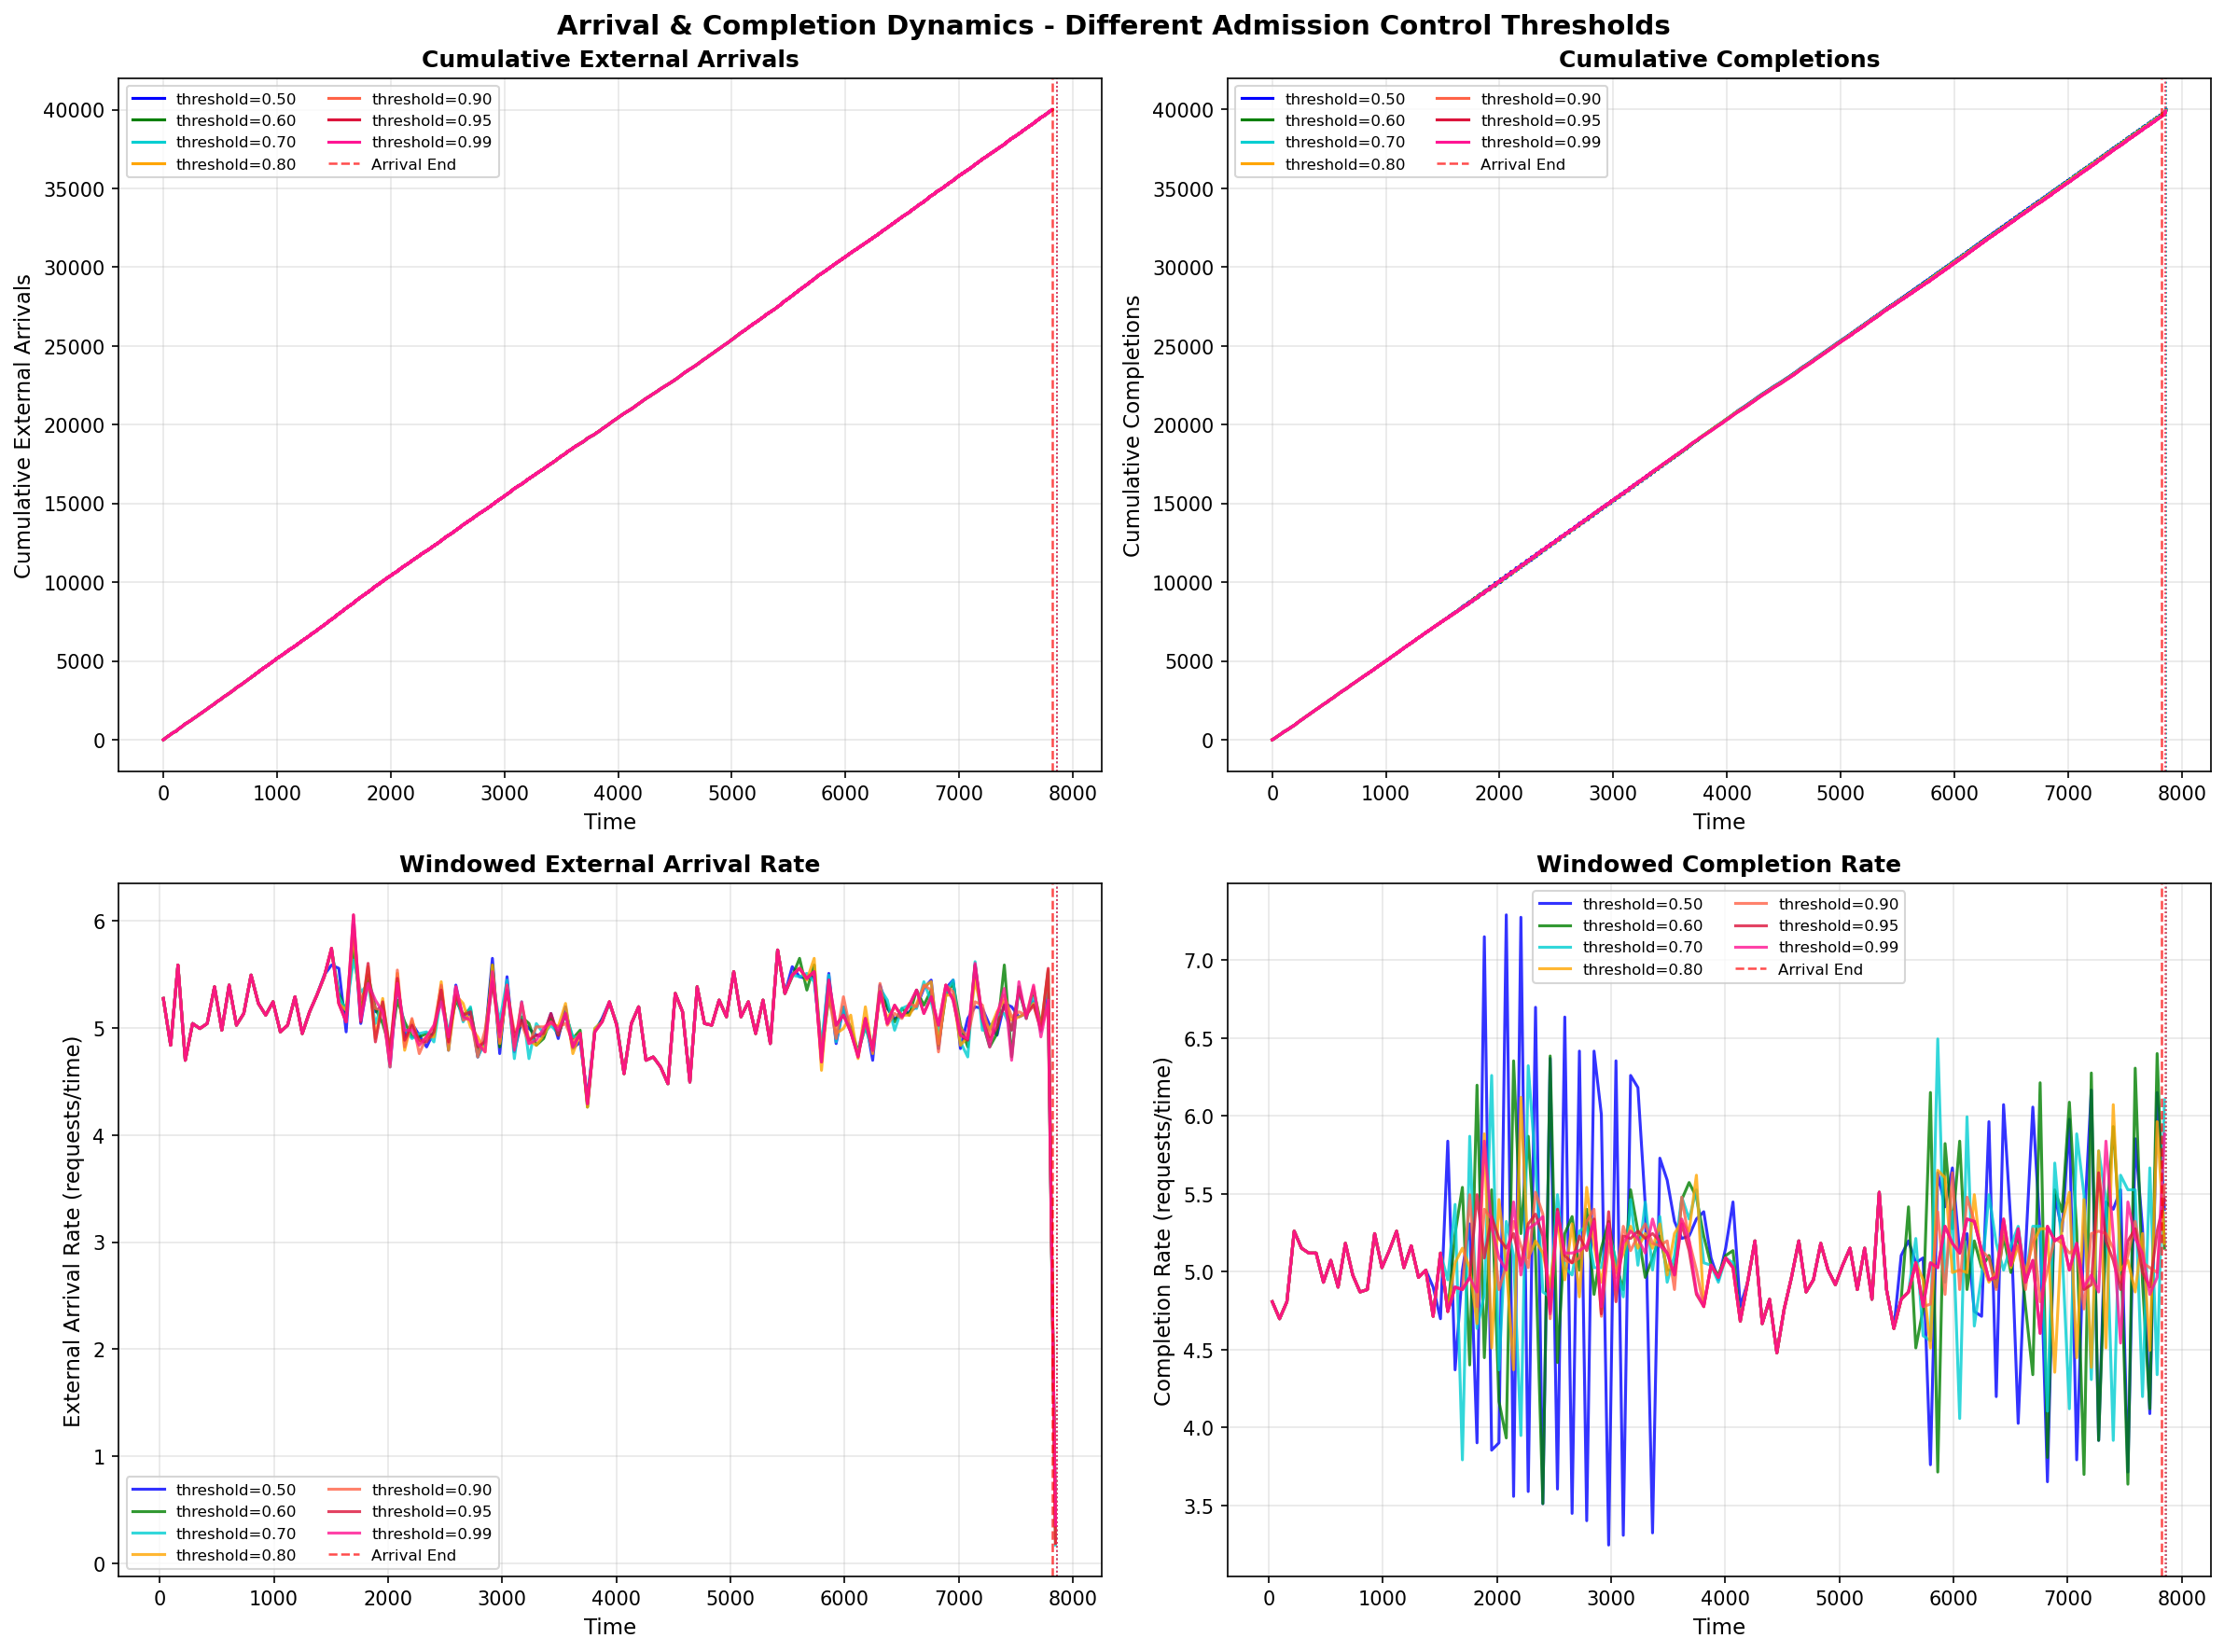 Arrival & Completion Dynamics - Different Admission Control Thresholds
Cumulative External Arrivals
Cumulative External Arrivals
40000
35000
30000
25000
20000
15000
10000
5000
0
threshold=0.50
threshold=0.60
threshold=0.70
threshold=0.80
threshold=0.90
threshold=0.95
threshold=0.99
Arrival End
0 1000 2000 3000 4000 5000 6000 7000 8000
Time
Cumulative Completions
Cumulative Completions
40000
35000
30000
25000
20000
15000
10000
5000
0
threshold=0.50
threshold=0.60
threshold=0.70
threshold=0.80
threshold=0.90
threshold=0.95
threshold=0.99
Arrival End
0 1000 2000 3000 4000 5000 6000 7000 8000
Time
Windowed External Arrival Rate
External Arrival Rate (requests/time)
6
5
4
3
2
1
0
threshold=0.50
threshold=0.60
threshold=0.70
threshold=0.80
threshold=0.90
threshold=0.95
threshold=0.99
Arrival End
0 1000 2000 3000 4000 5000 6000 7000 8000
Time
Windowed Completion Rate
Completion Rate (requests/time)
7.0
6.5
6.0
5.5
5.0
4.5
4.0
3.5
threshold=0.50
threshold=0.60
threshold=0.70
threshold=0.80
threshold=0.90
threshold=0.95
threshold=0.99
Arrival End
0 1000 2000 3000 4000 5000 6000 7000 8000
Time